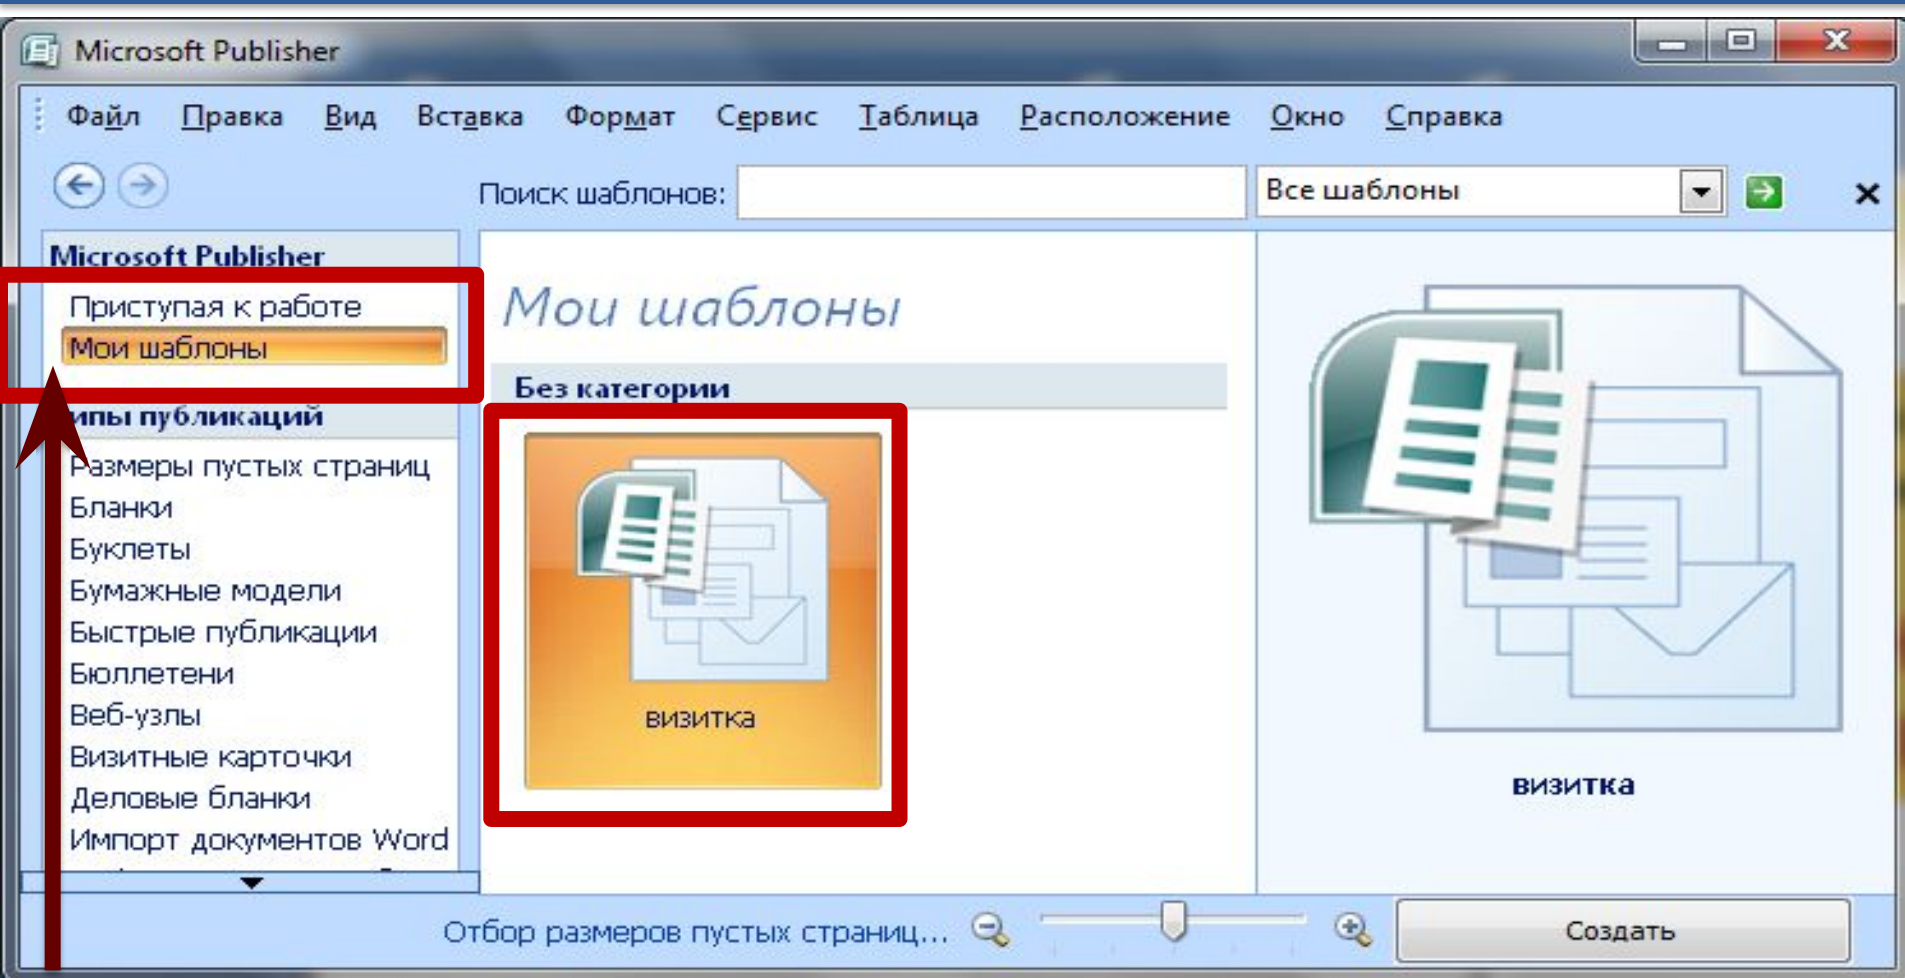 Microsoft Publisher
Файл Правка Вид Вставка Формат Сервис Таблица Расположение Окно Справка
Поиск шаблонов: Все шаблоны
Microsoft Publisher
Приступая к работе
Мои шаблоны
ипы публикаций
Размеры пустых страниц
Бланки
Буклеты
Бумажные модели
Быстрые публикации
Бюллетени
Веб-узлы
Визитные карточки
Деловые бланки
Импорт документов Word
Мои шаблоны
Без категории
визитка
визитка
Отбор размеров пустых страниц...
Создать